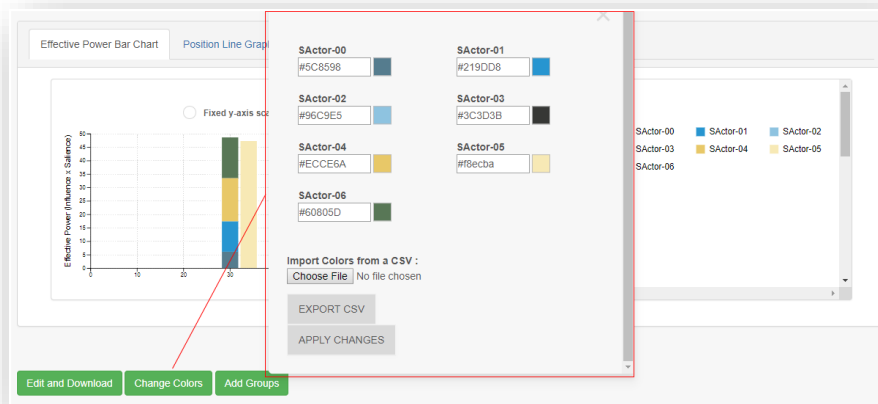 Effective Power Bar Chart
Position Line Grap
Fixed y-axis sca
Effective Power (Influence x Salience)
50
45
40
35
30
25
20
15
10
5
0
0
10
20
30
SActor-00
#5C8598
SActor-01
#219DD8
SActor-02
#96C9E5
SActor-03
#3C3D3B
SActor-04
#ECCE6A
SActor-05
#f8ecba
SActor-06
#60805D
Import Colors from a CSV :
Choose File No file chosen
EXPORT CSV
APPLY CHANGES
SActor-00 SActor-01 SActor-02
SActor-03 SActor-04 SActor-05
SActor-06
Edit and Download
Change Colors
Add Groups